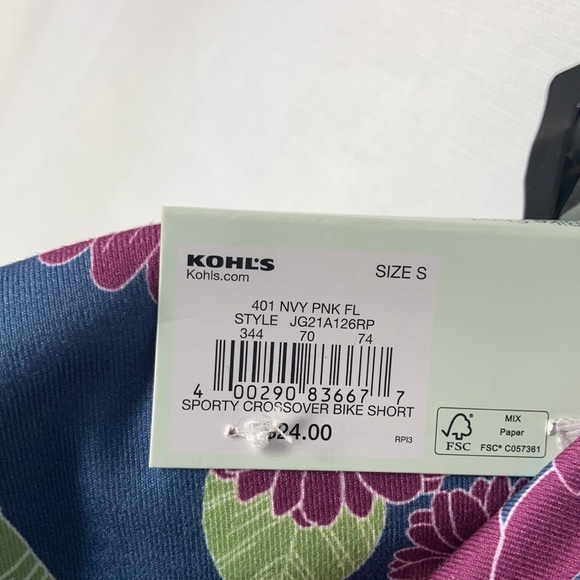 KOHL'S
Kohls.com
SIZE S
401 NVY PNK FL
STYLE JG21A126RP
344 70 74
4 00290 83667 7
SPORTY CROSSOVER BIKE SHORT
$24.00
RPI3
FSC
MIX
Paper
FSC® C057361